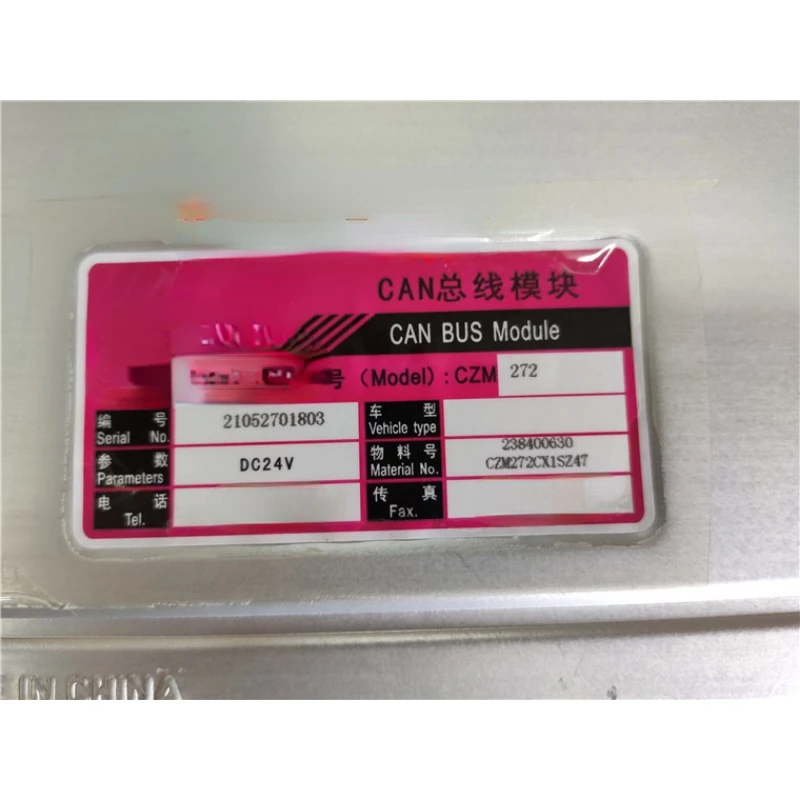 CAN总线模块
CAN BUS Module
号 (Model) : CZM 272
编 号 21052701803 车 型
Serial No. Vehicle type
参 数 DC24V 物料号 238400630
Parameters Material No. CZM272CX1SZ47
电 话 传 真
Tel. Fax.
IN CHINA